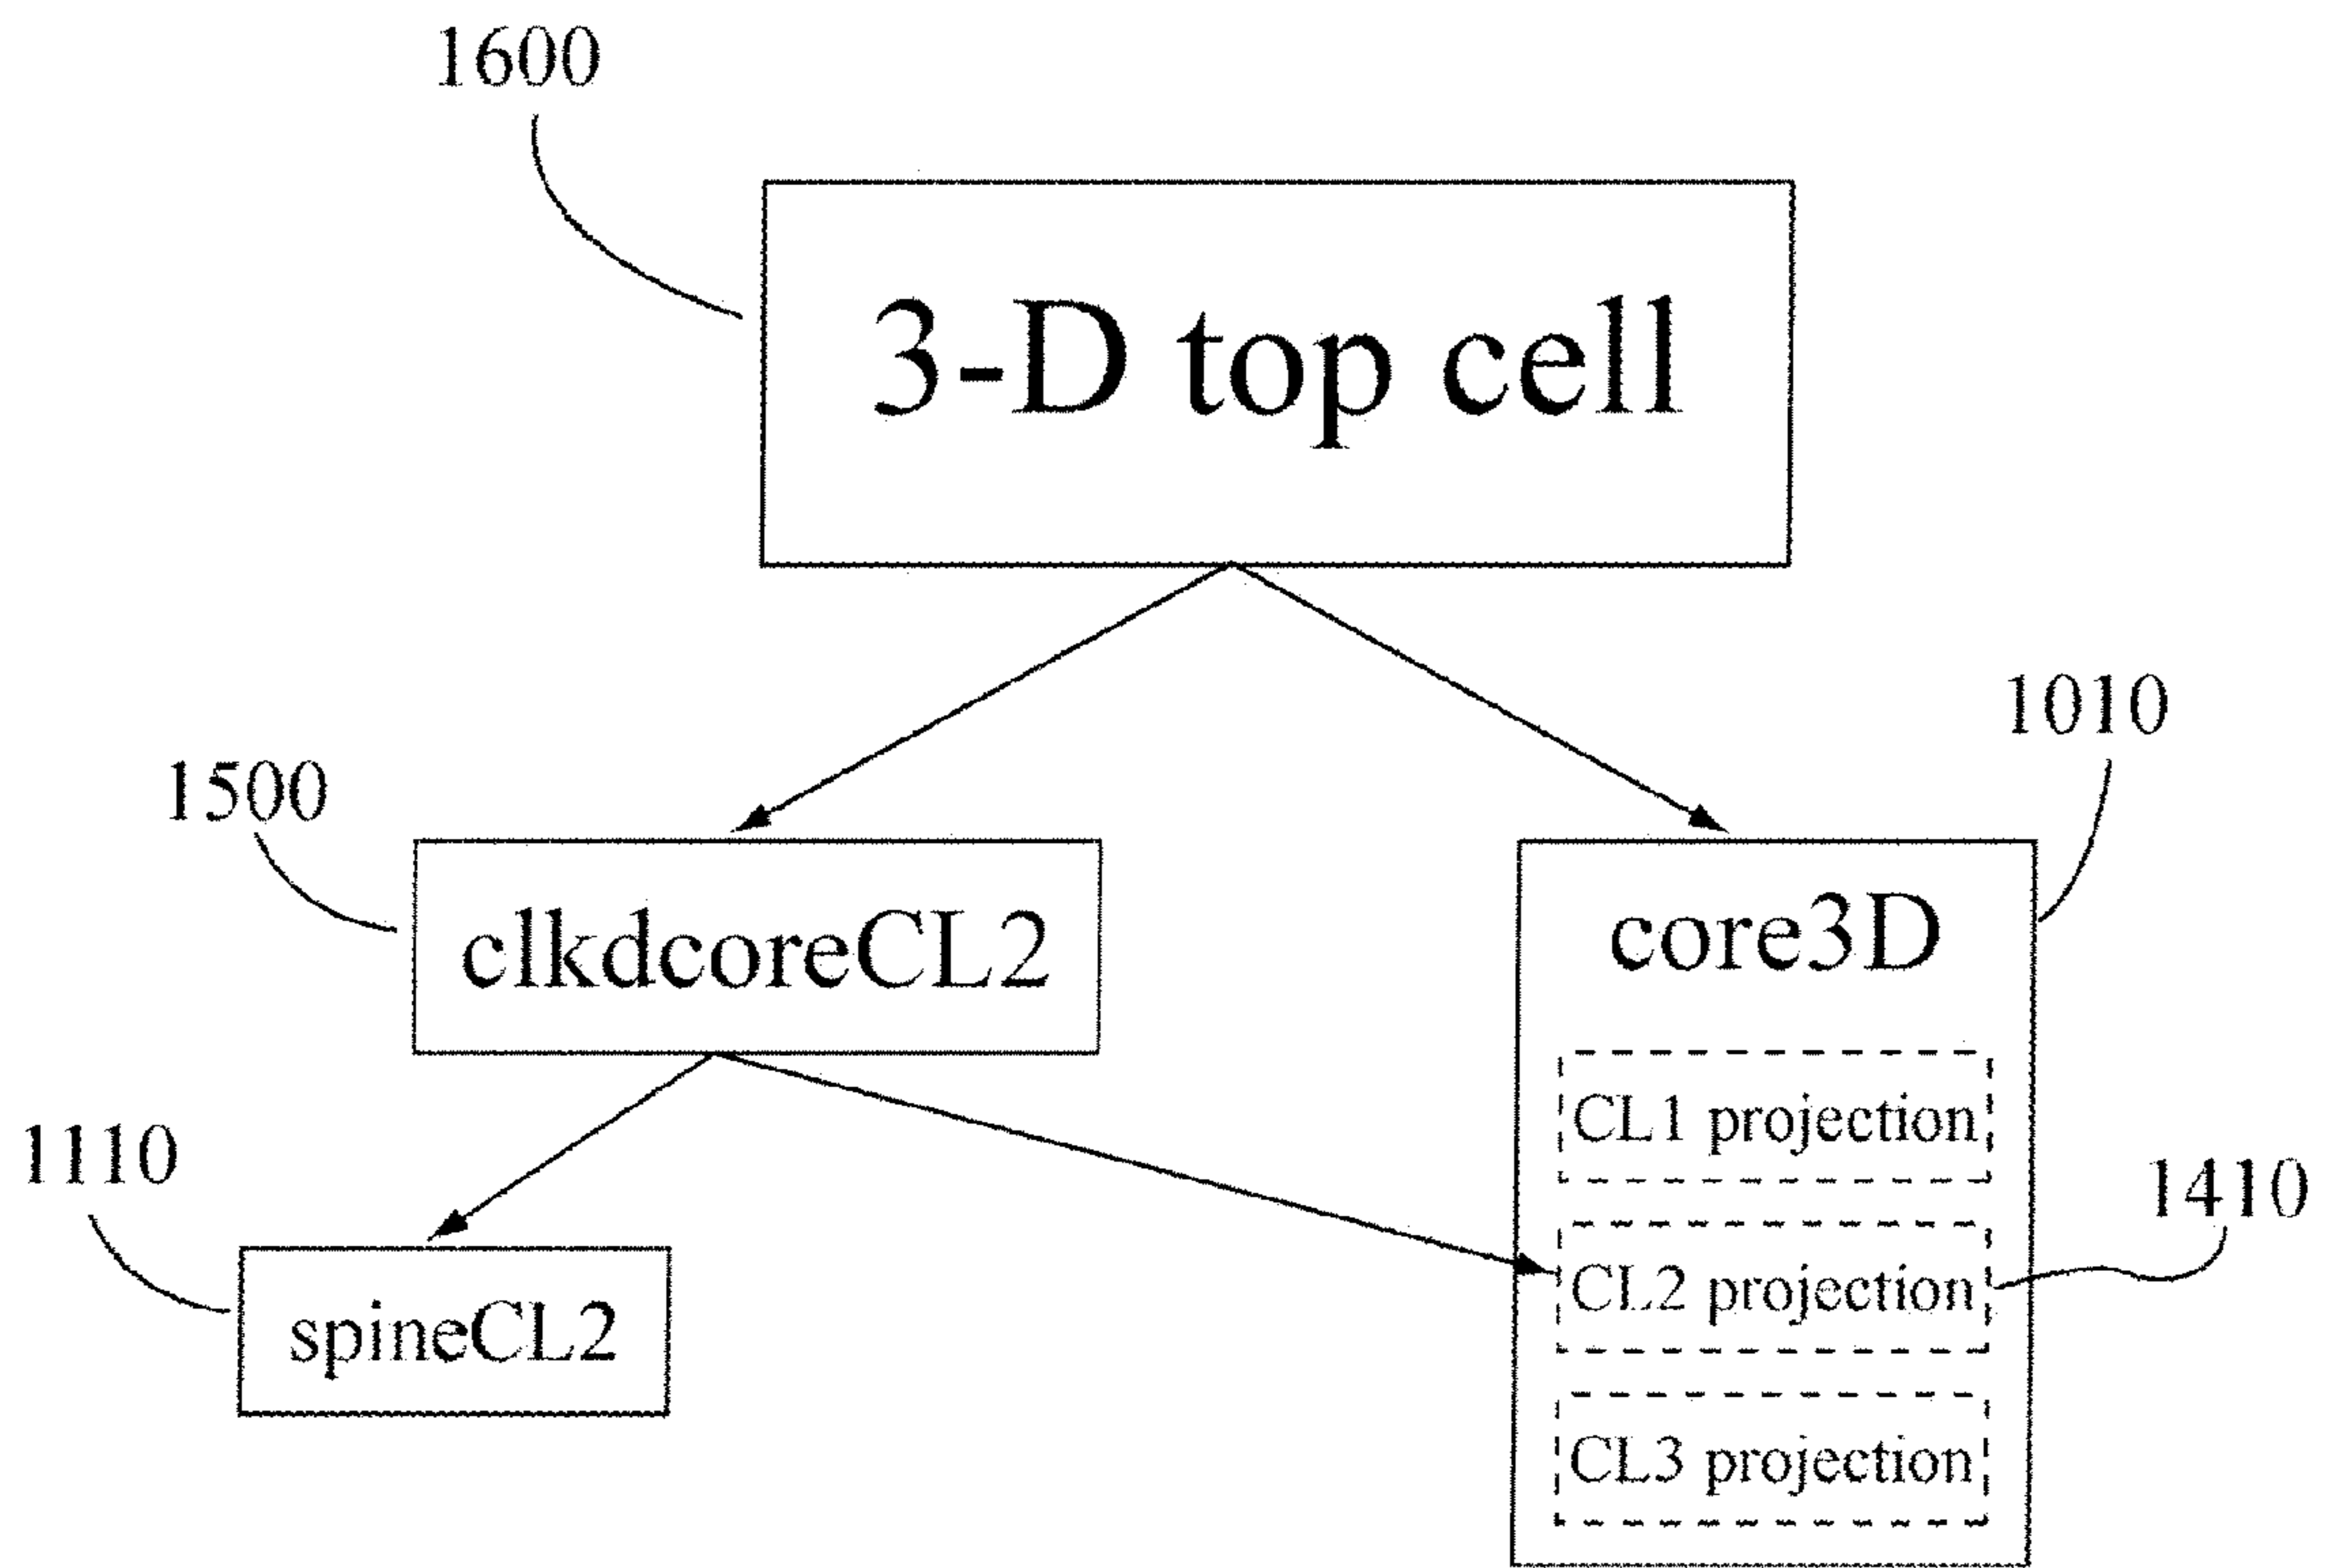 1600
3-D top cell
1010
1500
clkdcoreCL2
core3D
CL1 projection
1110
1410
CL2 projection
spineCL2
CL3 projection